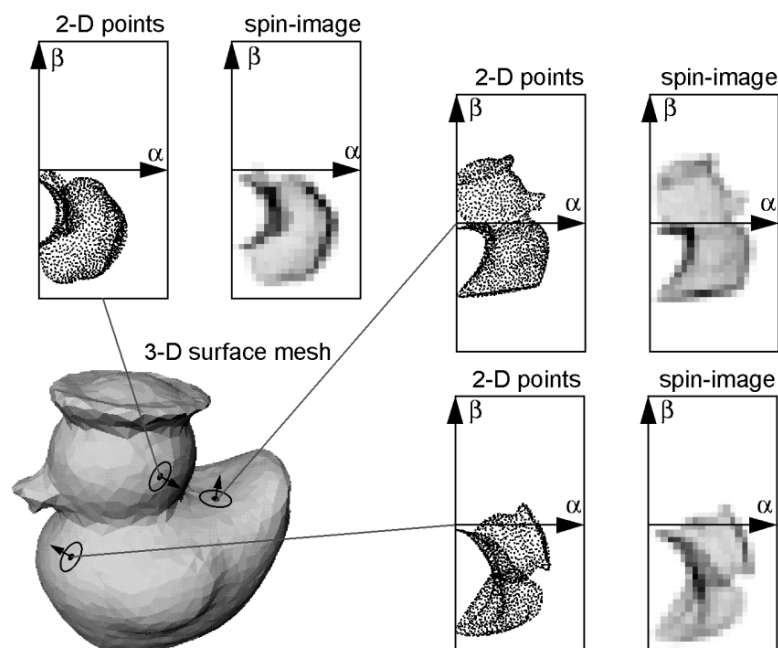 2-D points spin-image
β
α α
2-D points spin-image
β β
α α
3-D surface mesh
2-D points spin-image
β β
α α